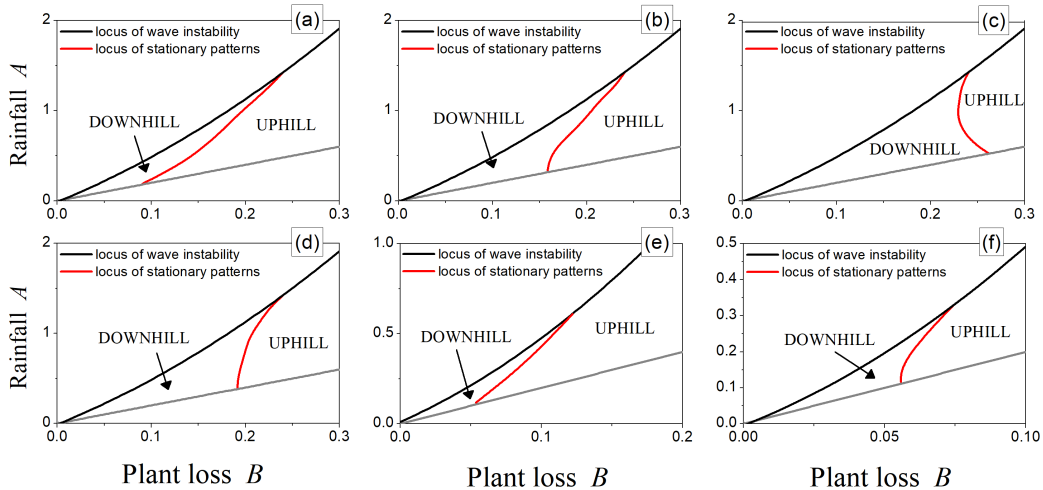 (a)
locus of wave instability
locus of stationary patterns
DOWNHILL
UPHILL
2
1
0
0.0 0.1 0.2 0.3
Rainfall A
(b)
locus of wave instability
locus of stationary patterns
DOWNHILL
UPHILL
2
1
0
0.0 0.1 0.2 0.3
(c)
locus of wave instability
locus of stationary patterns
UPHILL
DOWNHILL
2
1
0
0.0 0.1 0.2 0.3
(d)
locus of wave instability
locus of stationary patterns
DOWNHILL
UPHILL
2
1
0
0.0 0.1 0.2 0.3
Rainfall A
Plant loss B
(e)
locus of wave instability
locus of stationary patterns
DOWNHILL
UPHILL
1.0
0.5
0.0
0.0 0.1 0.2
Plant loss B
(f)
locus of wave instability
locus of stationary patterns
DOWNHILL
UPHILL
0.5
0.4
0.3
0.2
0.1
0.0
0.00 0.05 0.10
Plant loss B